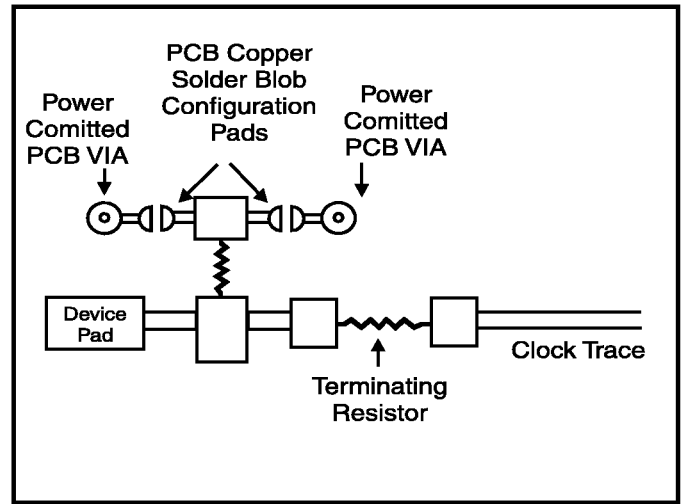 PCB Copper
Solder Blob
Configuration
Pads
Power
Comitted
PCB VIA
Power
Comitted
PCB VIA
Device
Pad
Clock Trace
Terminating
Resistor